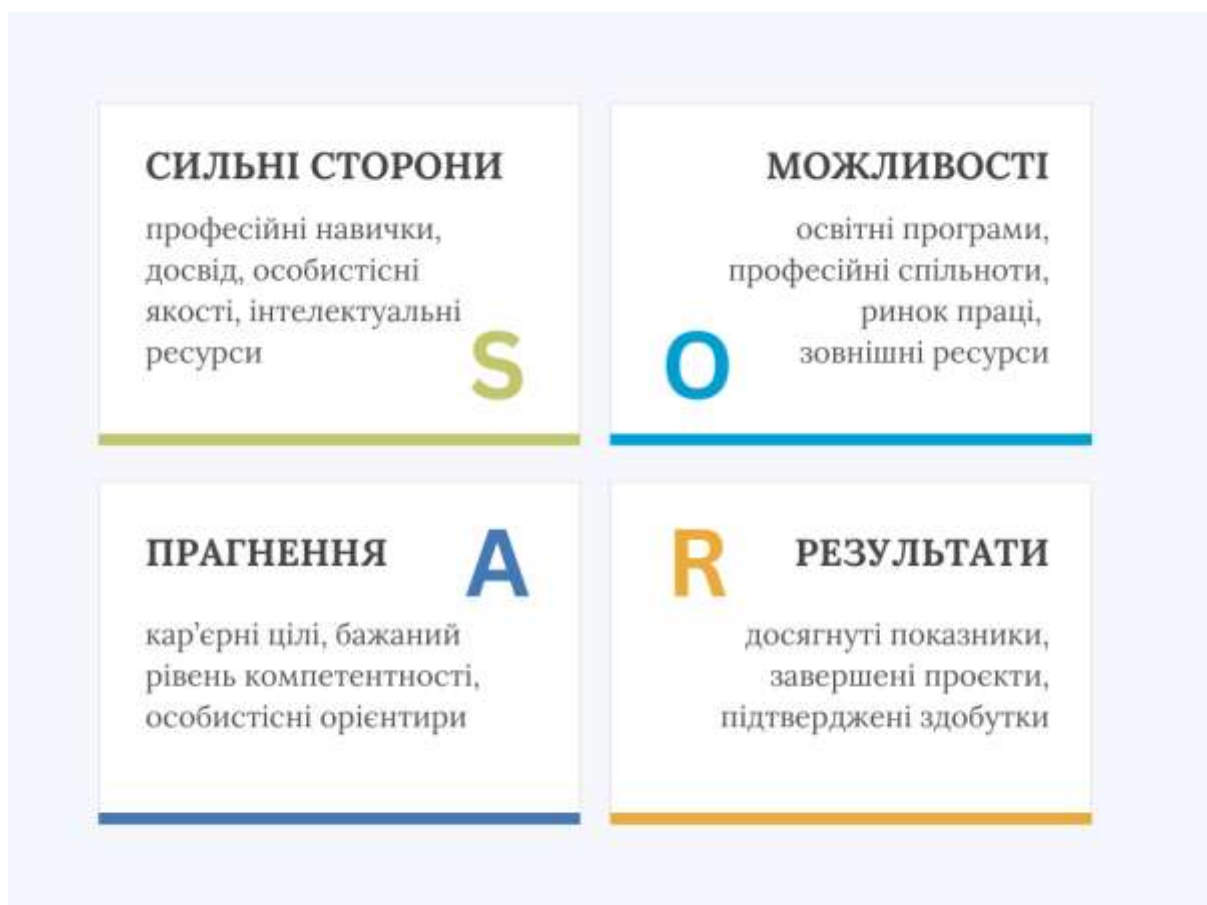 СИЛЬНІ СТОРОНИ
професійні навички,
досвід, особистісні
якості, інтелектуальні
ресурси
S
МОЖЛИВОСТІ
освітні програми,
професійні спільноти,
ринок праці,
зовнішні ресурси
O
ПРАГНЕННЯ
A
кар’єрні цілі, бажаний
рівень компетентності,
особистісні орієнтири
R
РЕЗУЛЬТАТИ
досягнуті показники,
завершені проєкти,
підтверджені здобутки